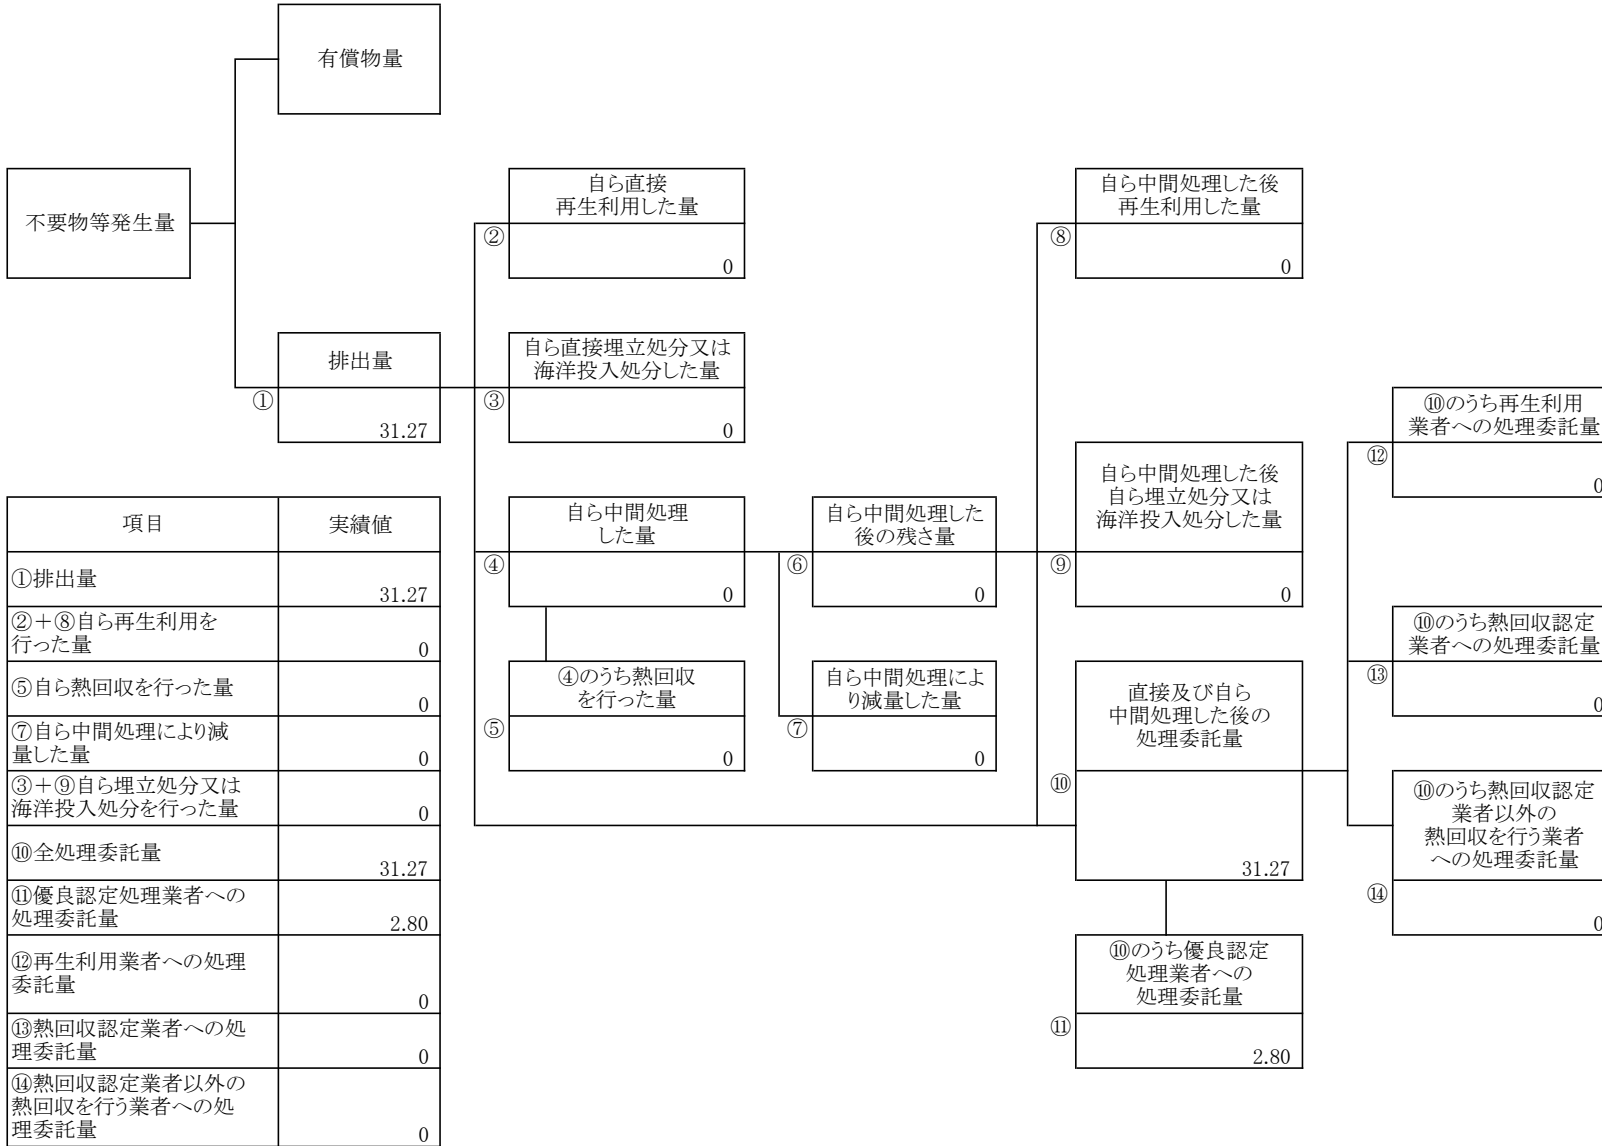 有償物量
不要物等発生量
自ら直接
再生利用した量
②
0
自ら中間処理した後
再生利用した量
⑧
0
排出量
①
31.27
自ら直接埋立処分又は
海洋投入処分した量
③
0
⑩のうち再生利用
業者への処理委託量
⑫
0
自ら中間処理
した量
④
0
自ら中間処理した
後の残さ量
⑥
0
自ら中間処理した後
自ら埋立処分又は
海洋投入処分した量
⑨
0
⑩のうち熱回収認定
業者への処理委託量
⑬
0
④のうち熱回収
を行った量
⑤
0
自ら中間処理によ
り減量した量
⑦
0
直接及び自ら
中間処理した後の
処理委託量
⑩
31.27
⑩のうち熱回収認定
業者以外の
熱回収を行う業者
への処理委託量
⑭
0
⑩のうち優良認定
処理業者への
処理委託量
⑪
2.80
項目 実績値
①排出量 31.27
②+⑧自ら再生利用を
行った量 0
⑤自ら熱回収を行った量 0
⑦自ら中間処理により減
量した量 0
③+⑨自ら埋立処分又は
海洋投入処分を行った量 0
⑩全処理委託量 31.27
⑪優良認定処理業者への
処理委託量 2.80
⑫再生利用業者への処理
委託量 0
⑬熱回収認定業者への処
理委託量 0
⑭熱回収認定業者以外の
熱回収を行う業者への処
理委託量 0